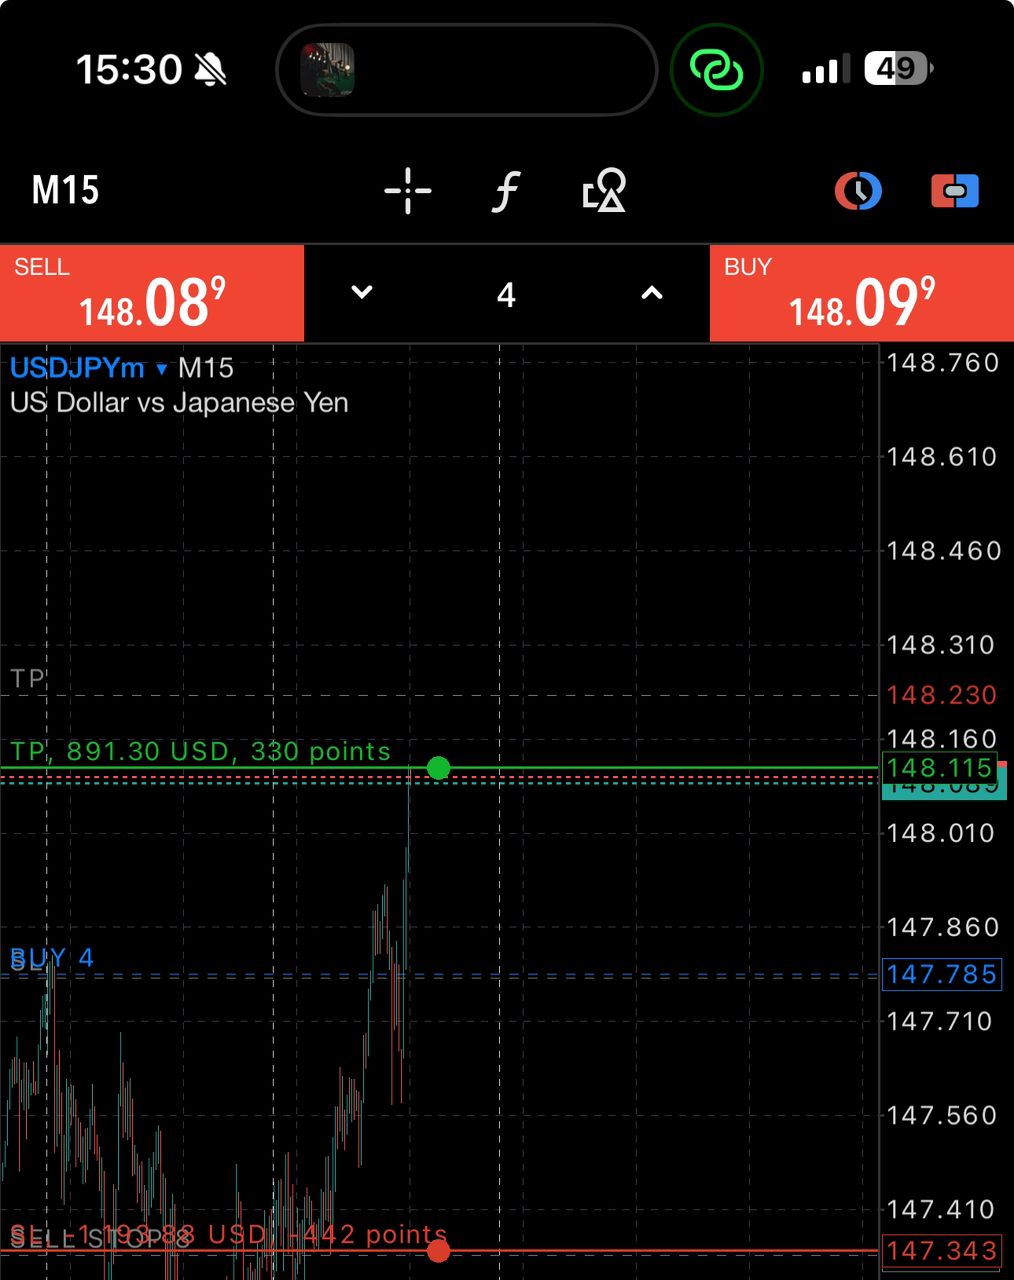 15:30
49
M15
SELL
148.089
4
BUY
148.099
USDJPYm ▾ M15
US Dollar vs Japanese Yen
148.760
148.610
148.460
148.310
TP
148.230
148.160
TP, 891.30 USD, 330 points
148.115
148.089
148.010
147.860
BUY 4
SL
147.785
147.710
147.560
147.410
SL, -1 193.88 USD, -442 points
SELL STOP 8
147.343